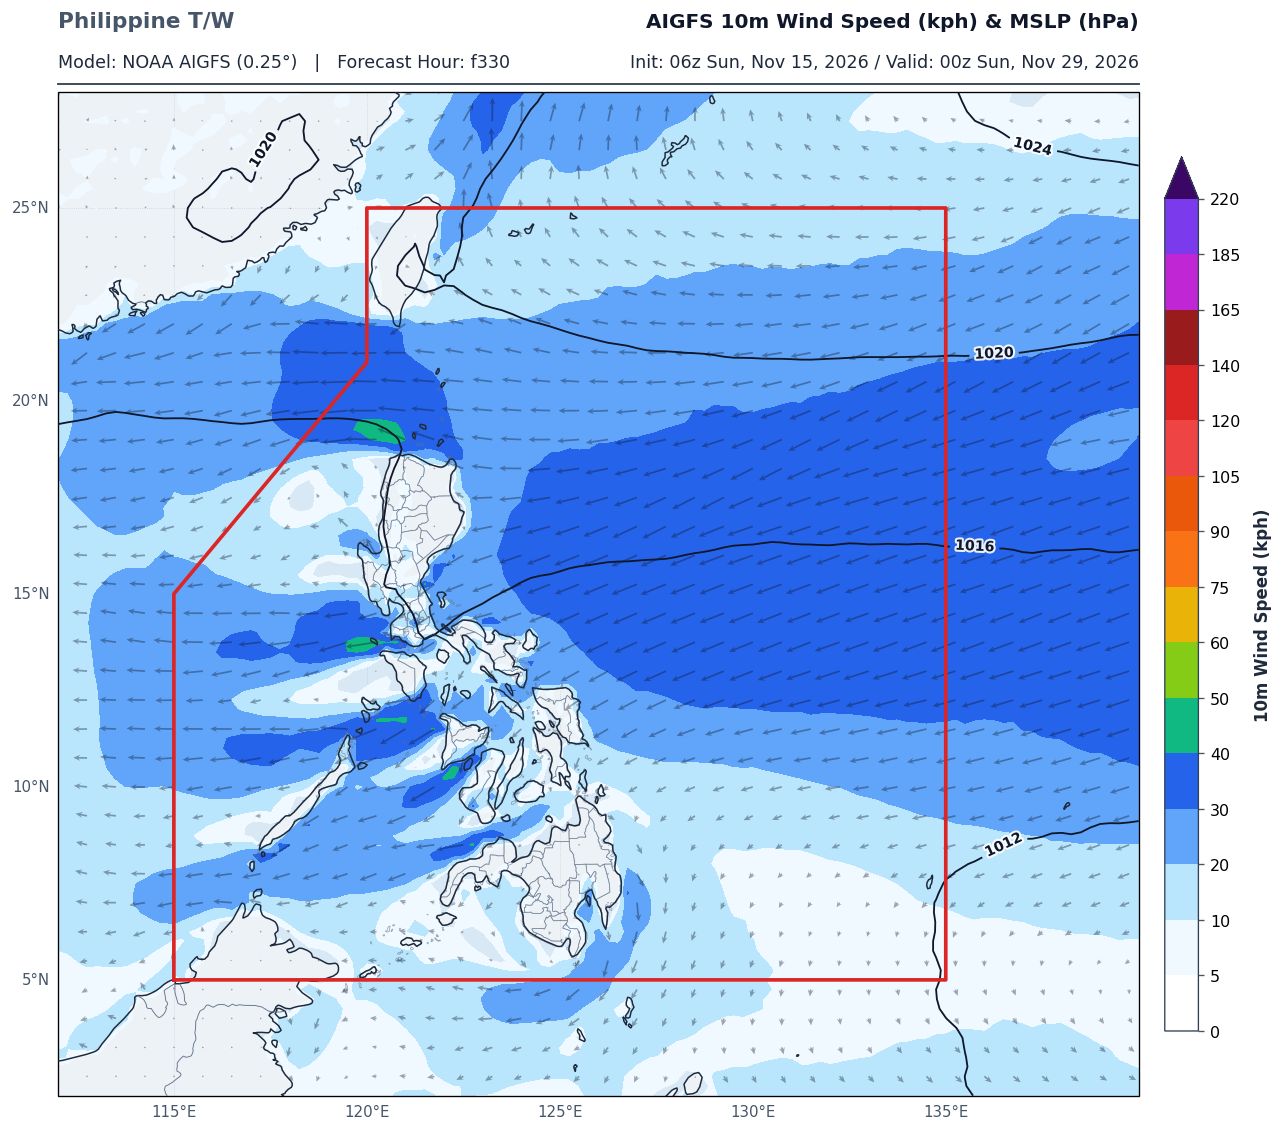 Philippine T/W
AIGFS 10m Wind Speed (kph) & MSLP (hPa)
Model: NOAA AIGFS (0.25°) | Forecast Hour: f330
Init: 06z Sun, Nov 15, 2026 / Valid: 00z Sun, Nov 29, 2026
1020
1024
25°N
1020
20°N
1016
15°N
10°N
1012
5°N
115°E
120°E
125°E
130°E
135°E
220
185
165
140
120
105
90
75
60
50
40
30
20
10
5
0
10m Wind Speed (kph)